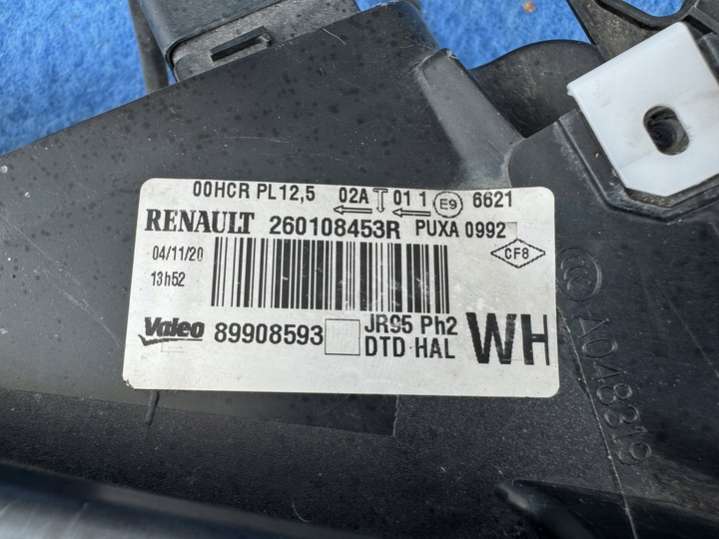 00HCR PL12,5 02A 01 1 E9 6621
RENAULT 260108453R PUXA 0992
04/11/20 CF8
13h52
Valeo 89908593 JR95 Ph2 WH
DTD HAL
A048319